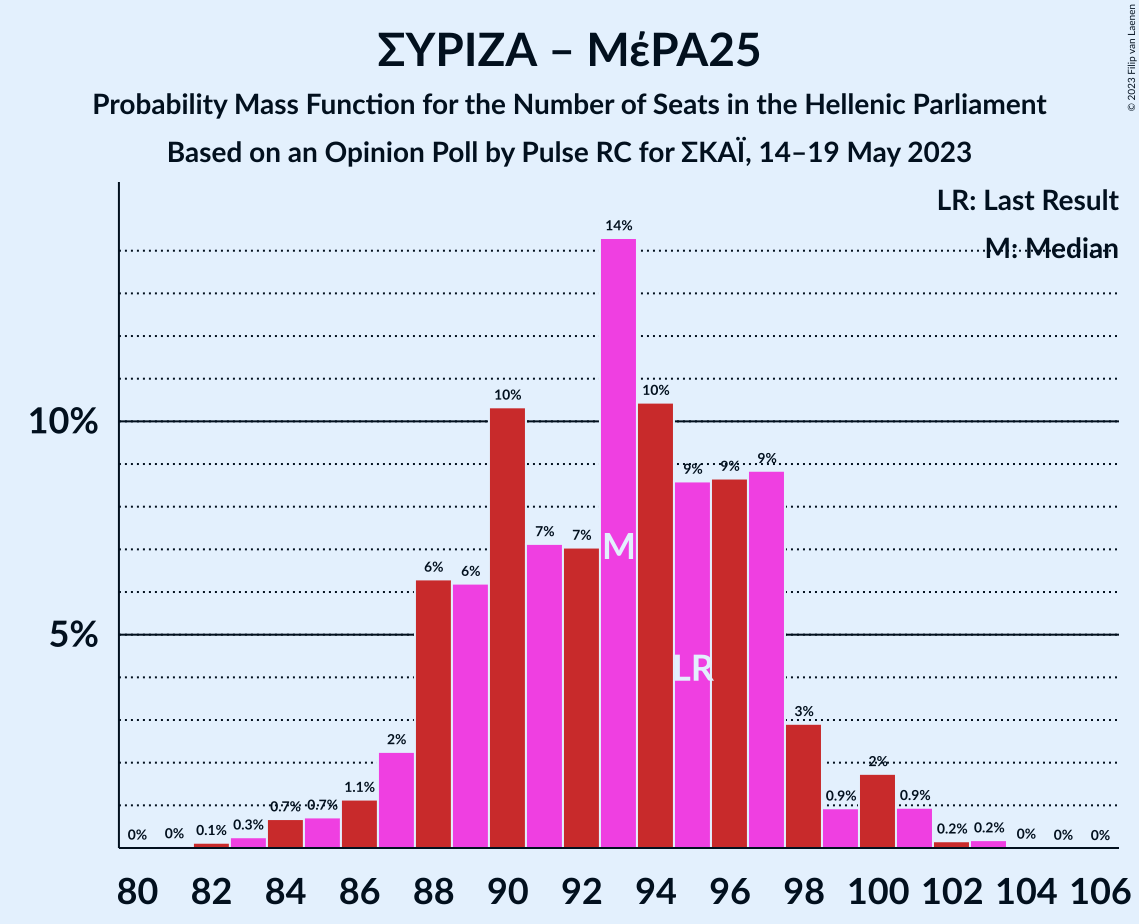 ΣΥΡΙΖΑ – ΜέΡΑ25
Probability Mass Function for the Number of Seats in the Hellenic Parliament
Based on an Opinion Poll by Pulse RC for ΣΚΑΪ, 14–19 May 2023
© 2023 Filip van Laenen
LR: Last Result
M: Median
14%
10% 10%
10%
9% 9% 9%
7% 7%
6% 6%
M
5%
LR
3%
2% 2%
1.1% 0.9% 0.9%
0.7% 0.7%
0% 0% 0.1% 0.3% 0.2% 0.2% 0% 0% 0%
80 82 84 86 88 90 92 94 96 98 100 102 104 106